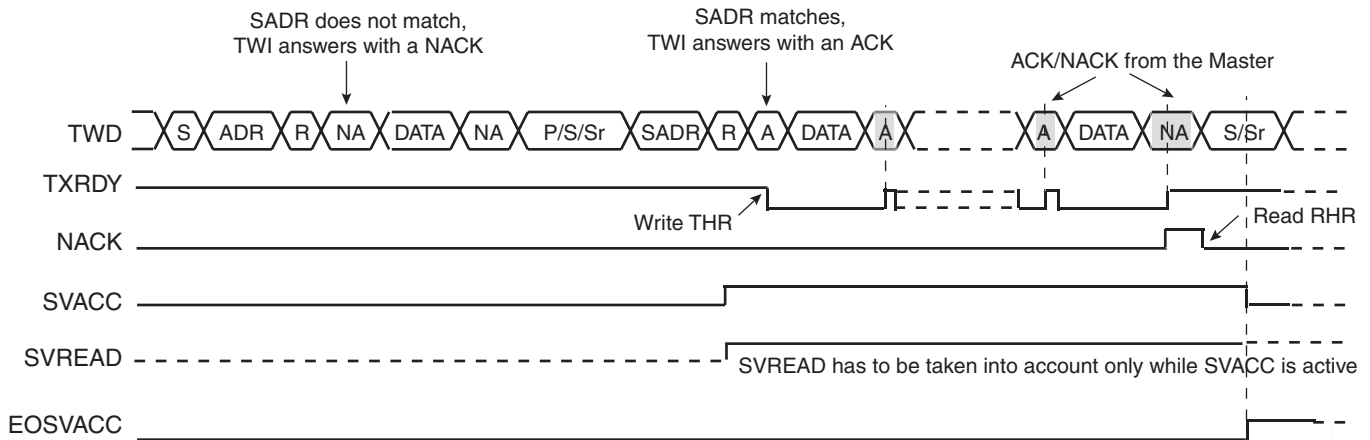 SADR does not match,
TWI answers with a NACK
SADR matches,
TWI answers with an ACK
ACK/NACK from the Master
TWD S ADR R NA DATA NA P/S/Sr SADR R A DATA A A DATA NA S/Sr
TXRDY
Write THR
Read RHR
NACK
SVACC
SVREAD
SVREAD has to be taken into account only while SVACC is active
EOSVACC